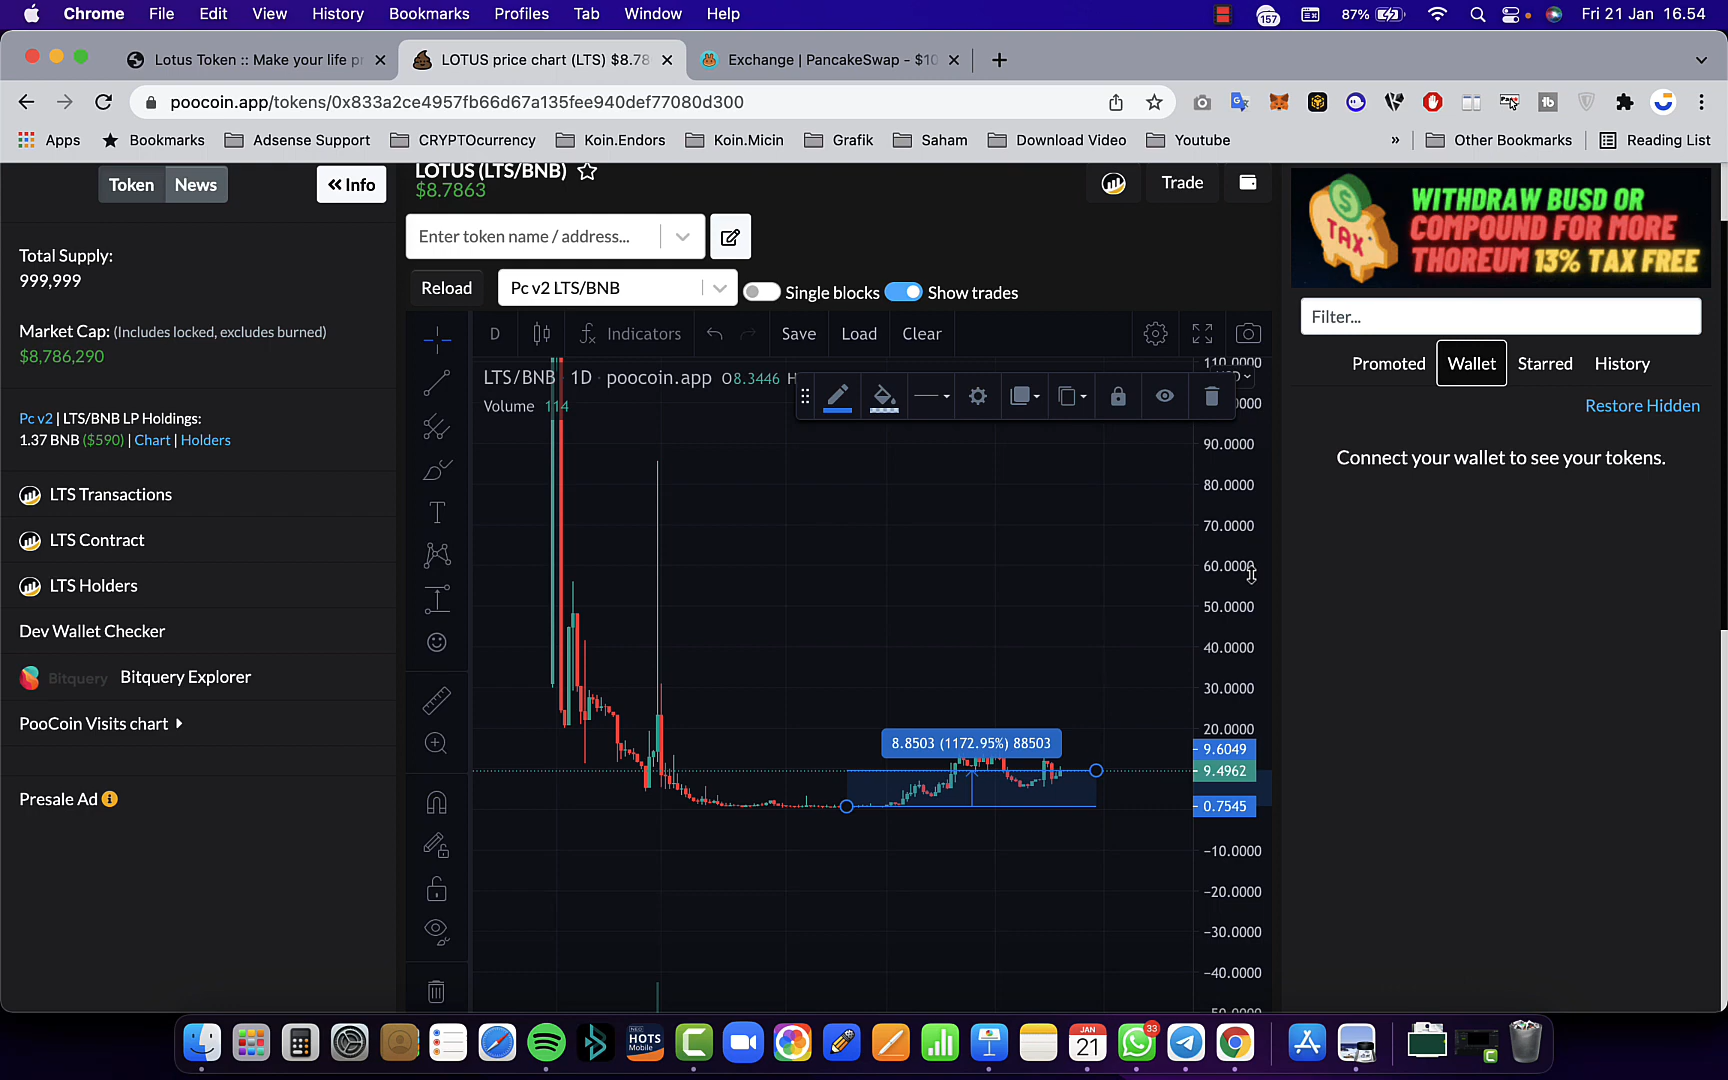 Chrome File Edit View History Bookmarks Profiles Tab Window Help 157 87% Fri 21 Jan 16.54
Lotus Token :: Make your life p LOTUS price chart (LTS) $8.78 Exchange | PancakeSwap - $10
poocoin.app/tokens/0x833a2ce4957fb66d67a135fee940def77080d300
Apps Bookmarks Adsense Support CRYPTOcurrency Koin.Endors Koin.Micin Grafik Saham Download Video Youtube » Other Bookmarks Reading List
Token News « Info
Total Supply:
999,999
Market Cap: (Includes locked, excludes burned)
$8,786,290
Pc v2 | LTS/BNB LP Holdings:
1.37 BNB ($590) | Chart | Holders
LTS Transactions
LTS Contract
LTS Holders
Dev Wallet Checker
Bitquery Bitquery Explorer
PooCoin Visits chart
Presale Ad
LOTUS (LTS/BNB)
$8.7863
Trade
Enter token name / address...
Reload Pc v2 LTS/BNB Single blocks Show trades
D Indicators Save Load Clear
LTS/BNB 1D poocoin.app O8.3446 H
Volume 114
110.0000
90.0000
80.0000
70.0000
60.0000
50.0000
40.0000
30.0000
20.0000
9.6049
9.4962
0.7545
-10.0000
-20.0000
-30.0000
-40.0000
8.8503 (1172.95%) 88503
TAX
WITHDRAW BUSD OR
COMPOUND FOR MORE
THOREUM 13% TAX FREE
Filter...
Promoted Wallet Starred History
Restore Hidden
Connect your wallet to see your tokens.
HOTS
Mobile
JAN
21
33